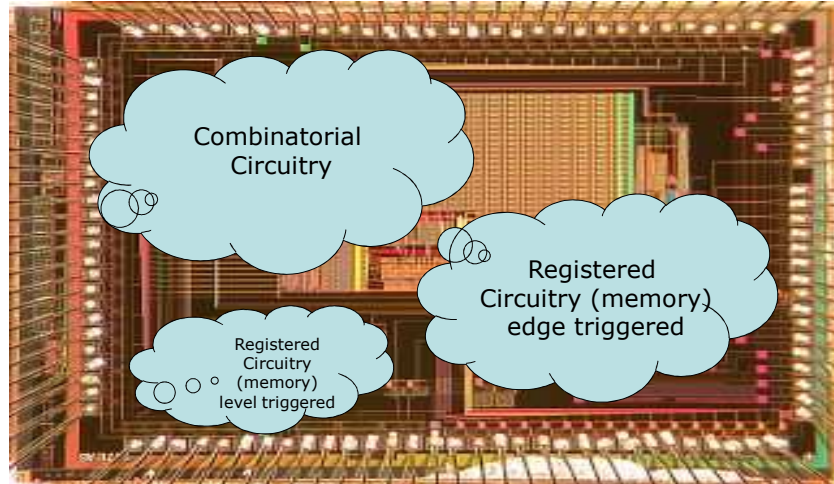 Combinatorial
Circuitry
Registered
Circuitry (memory)
edge triggered
Registered
Circuitry
(memory)
level triggered